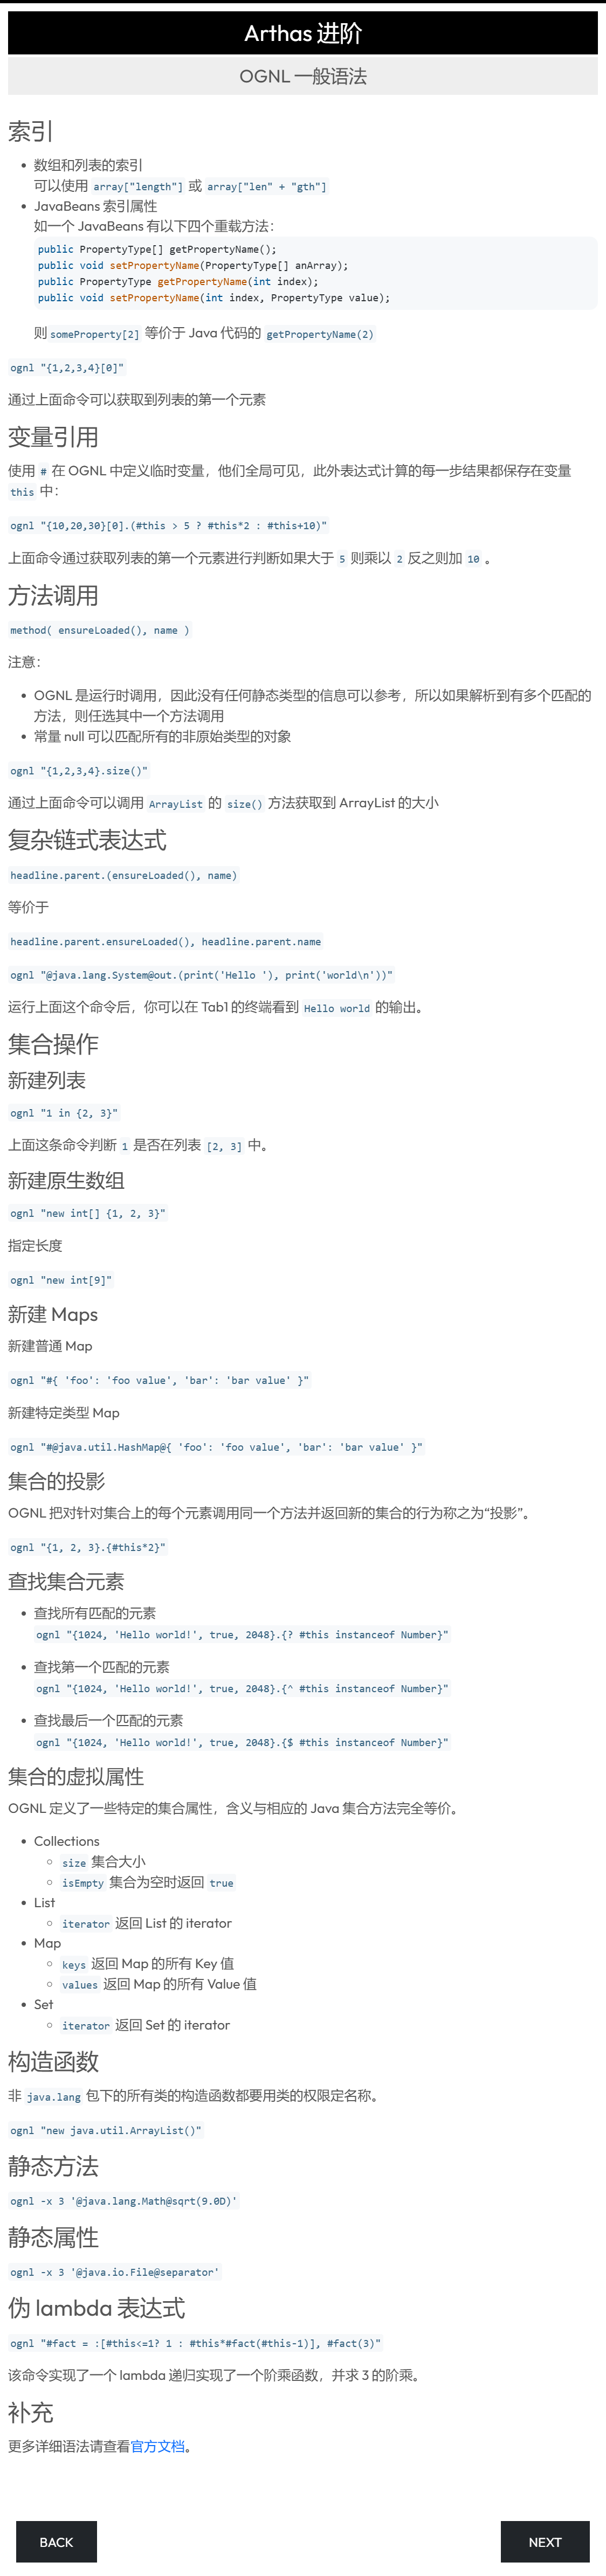 Arthas 进阶
OGNL 一般语法
索引
数组和列表的索引
可以使用 array["length"] 或 array["len" + "gth"]
JavaBeans 索引属性
如一个 JavaBeans 有以下四个重载方法：
public PropertyType[] getPropertyName();
public void setPropertyName(PropertyType[] anArray);
public PropertyType getPropertyName(int index);
public void setPropertyName(int index, PropertyType value);
则 someProperty[2] 等价于 Java 代码的 getPropertyName(2)
ognl "{1,2,3,4}[0]"
通过上面命令可以获取到列表的第一个元素
变量引用
使用 # 在 OGNL 中定义临时变量，他们全局可见，此外表达式计算的每一步结果都保存在变量
this 中：
ognl "{10,20,30}[0].(#this > 5 ? #this*2 : #this+10)"
上面命令通过获取列表的第一个元素进行判断如果大于 5 则乘以 2 反之则加 10 。
方法调用
method( ensureLoaded(), name )
注意：
OGNL 是运行时调用，因此没有任何静态类型的信息可以参考，所以如果解析到有多个匹配的
方法，则任选其中一个方法调用
常量 null 可以匹配所有的非原始类型的对象
ognl "{1,2,3,4}.size()"
通过上面命令可以调用 ArrayList 的 size() 方法获取到 ArrayList 的大小
复杂链式表达式
headline.parent.(ensureLoaded(), name)
等价于
headline.parent.ensureLoaded(), headline.parent.name
ognl "@java.lang.System@out.(print('Hello '), print('world\n'))"
运行上面这个命令后，你可以在 Tab1 的终端看到 Hello world 的输出。
集合操作
新建列表
ognl "1 in {2, 3}"
上面这条命令判断 1 是否在列表 [2, 3] 中。
新建原生数组
ognl "new int[] {1, 2, 3}"
指定长度
ognl "new int[9]"
新建 Maps
新建普通 Map
ognl "#{ 'foo': 'foo value', 'bar': 'bar value' }"
新建特定类型 Map
ognl "#@java.util.HashMap@{ 'foo': 'foo value', 'bar': 'bar value' }"
集合的投影
OGNL 把对针对集合上的每个元素调用同一个方法并返回新的集合的行为称之为“投影”。
ognl "{1, 2, 3}.{#this*2}"
查找集合元素
查找所有匹配的元素
ognl "{1024, 'Hello world!', true, 2048}.{? #this instanceof Number}"
查找第一个匹配的元素
ognl "{1024, 'Hello world!', true, 2048}.{^ #this instanceof Number}"
查找最后一个匹配的元素
ognl "{1024, 'Hello world!', true, 2048}.{$ #this instanceof Number}"
集合的虚拟属性
OGNL 定义了一些特定的集合属性，含义与相应的 Java 集合方法完全等价。
Collections
size 集合大小
isEmpty 集合为空时返回 true
List
iterator 返回 List 的 iterator
Map
keys 返回 Map 的所有 Key 值
values 返回 Map 的所有 Value 值
Set
iterator 返回 Set 的 iterator
构造函数
非 java.lang 包下的所有类的构造函数都要用类的权限定名称。
ognl "new java.util.ArrayList()"
静态方法
ognl -x 3 '@java.lang.Math@sqrt(9.0D)'
静态属性
ognl -x 3 '@java.io.File@separator'
伪 lambda 表达式
ognl "#fact = :[#this<=1? 1 : #this*#fact(#this-1)], #fact(3)"
该命令实现了一个 lambda 递归实现了一个阶乘函数，并求 3 的阶乘。
补充
更多详细语法请查看官方文档。
BACK
NEXT